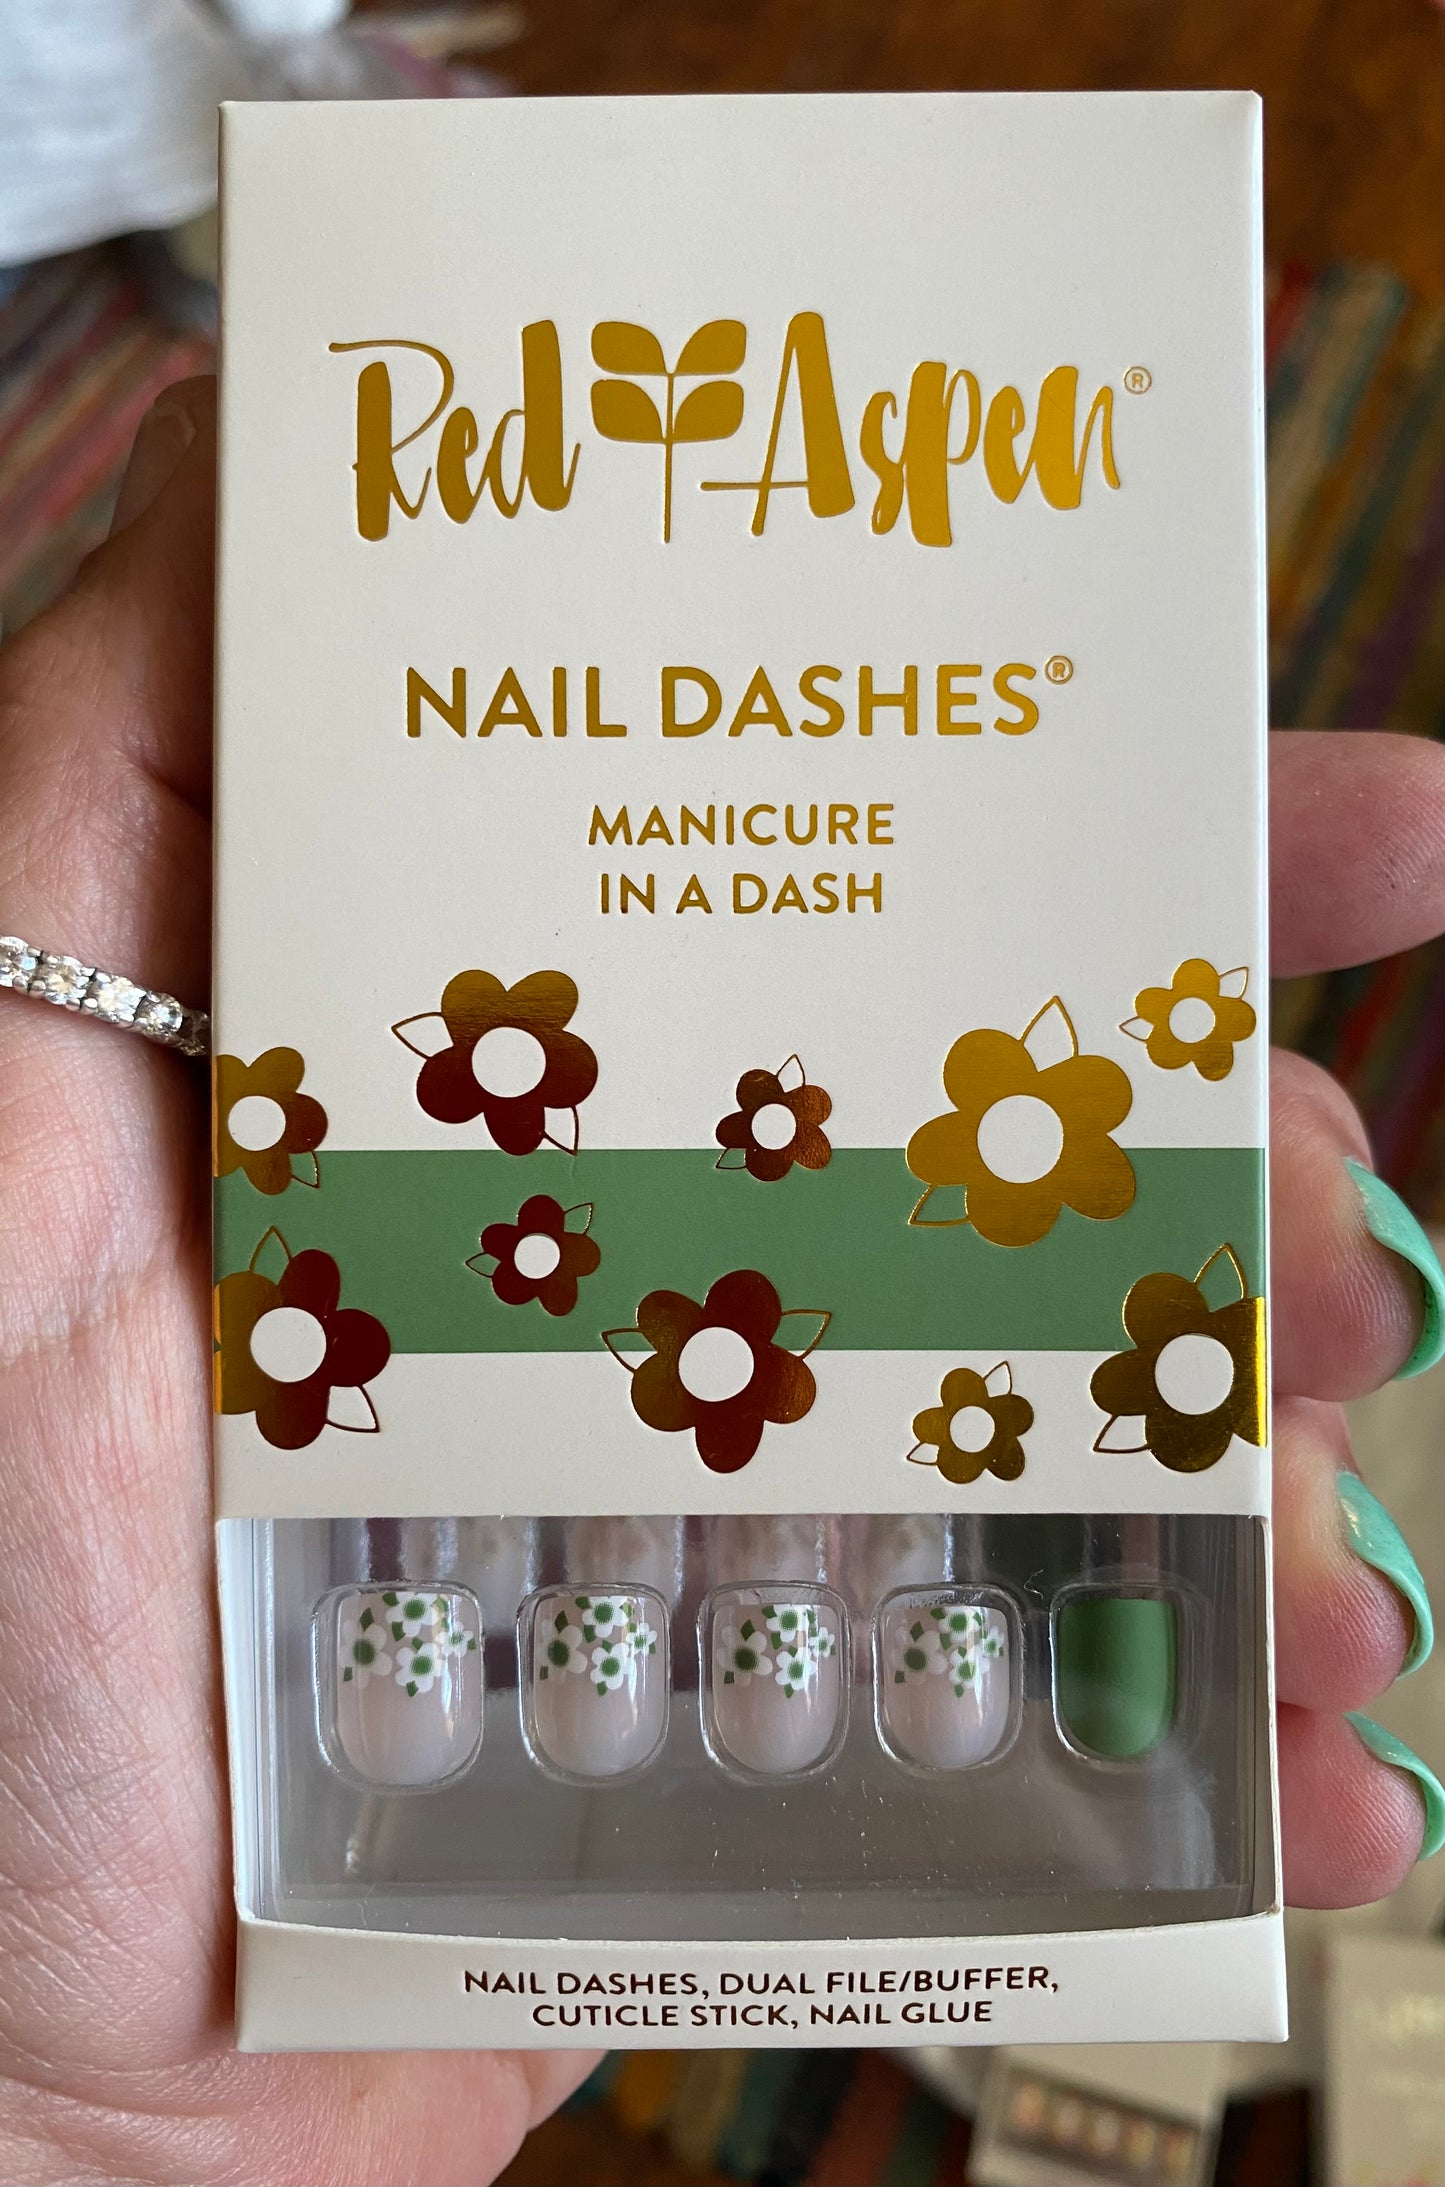 Red Aspen®
NAIL DASHES®
MANICURE
IN A DASH
NAIL DASHES, DUAL FILE/BUFFER,
CUTICLE STICK, NAIL GLUE